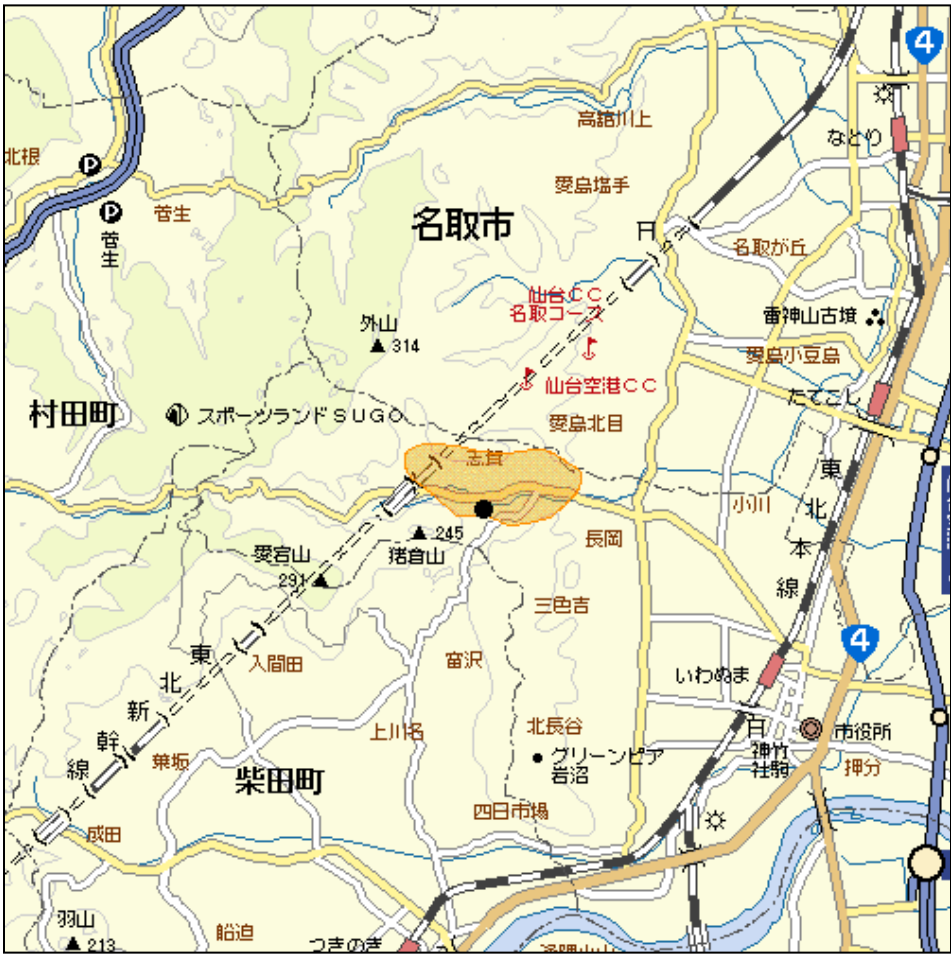 4
高舘川上
なとり
北根
愛島塩手
菅生
菅生
名取市
名取が丘
仙台CC
名取コース
雷神山古墳
外山
314
愛島小豆島
仙台空港CC
たてこし
村田町
スポーツランドSUGO
愛島北目
志賀
東北本線
小川
245
猪倉山
長岡
愛宕山
291
三色吉
4
東北新幹線
入間田
富沢
いわぬま
上川名
北長谷
市役所
竹駒神社
グリーンピア
岩沼
葉坂
押分
柴田町
四日市場
成田
羽山
213
船迫
つきのき